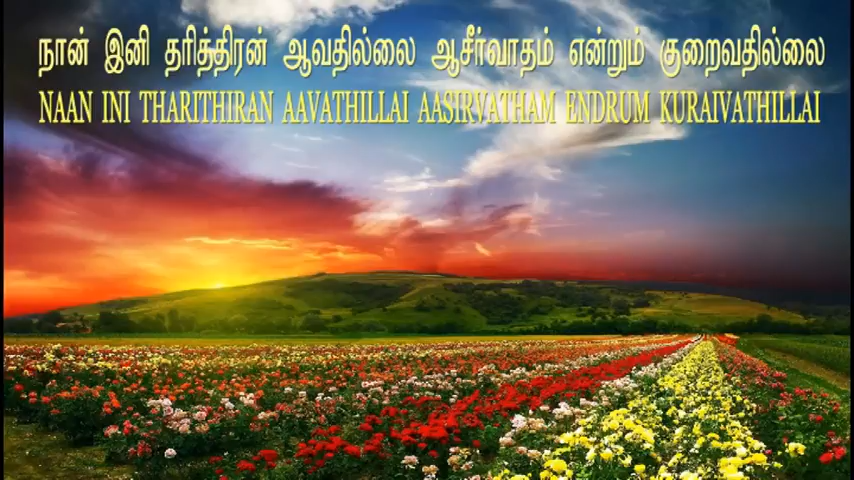 நான் இனி தரித்திரன் ஆவதில்லை ஆசீர்வாதம் என்றும் குறைவதில்லை
NAAN INI THARITHIRAN AAVATHILLAI AASIRVATHAM ENDRUM KURAIVATHILLAI